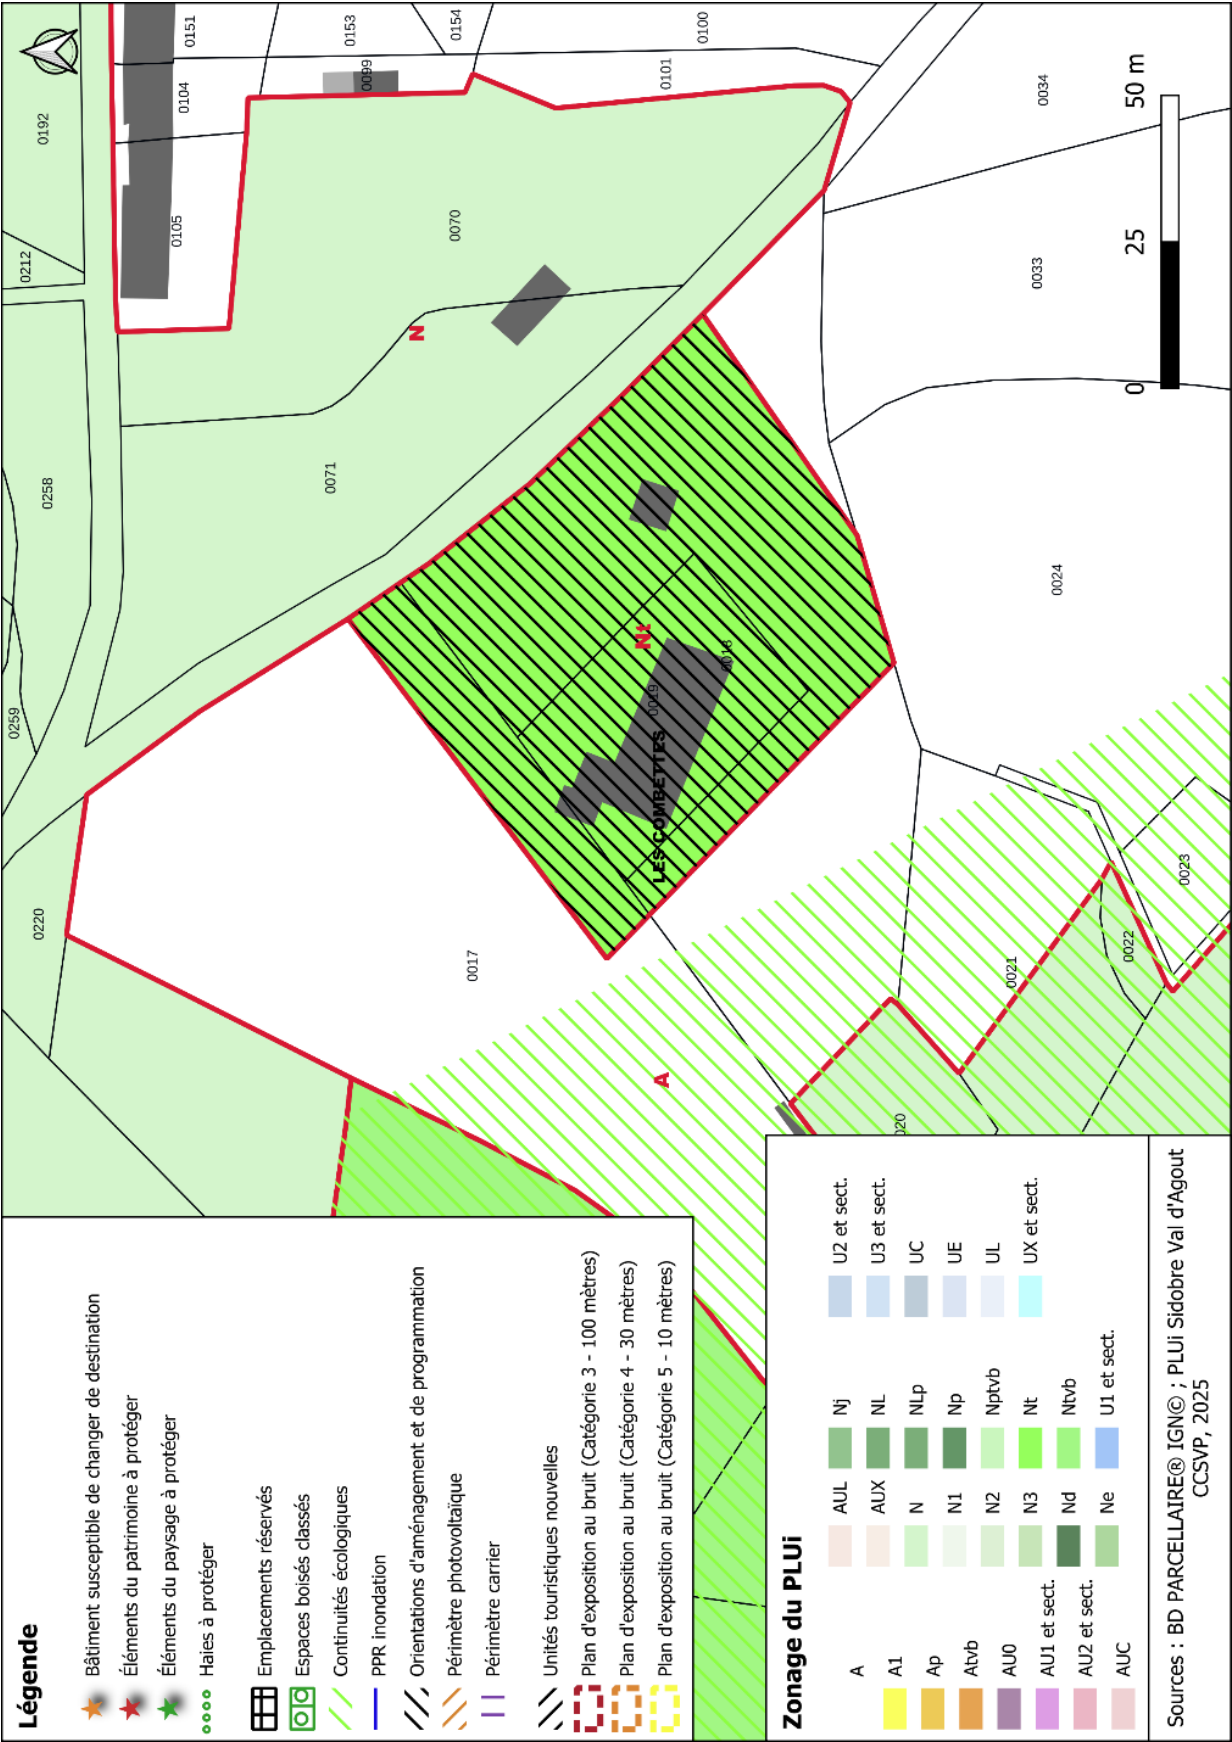 Légende
Bâtiment susceptible de changer de destination
Éléments du patrimoine à protéger
Éléments du paysage à protéger
Haies à protéger
Emplacements réservés
Espaces boisés classés
Continuités écologiques
PPR inondation
Orientations d'aménagement et de programmation
Périmètre photovoltaïque
Périmètre carrier
Unités touristiques nouvelles
Plan d'exposition au bruit (Catégorie 3 - 100 mètres)
Plan d'exposition au bruit (Catégorie 4 - 30 mètres)
Plan d'exposition au bruit (Catégorie 5 - 10 mètres)
Zonage du PLUi
A
A1
Ap
Atvb
AU0
AU1 et sect.
AU2 et sect.
AUC
AUL
AUX
N
N1
N2
N3
Nd
Ne
Nj
NL
NLp
Np
Nptvb
Nt
Ntvb
U1 et sect.
U2 et sect.
U3 et sect.
UC
UE
UL
UX et sect.
Sources : BD PARCELLAIRE® IGN© ; PLUi Sidobre Val d'Agout
CCSVP, 2025
0220
0259
0258
0212
0192
0151
0153
0154
0100
0104
0099
0101
0105
0070
0071
N
0034
0033
0024
0017
Nt
0019
0018
LES COMBETTES
A
020
0021
0022
0023
0 25 50 m